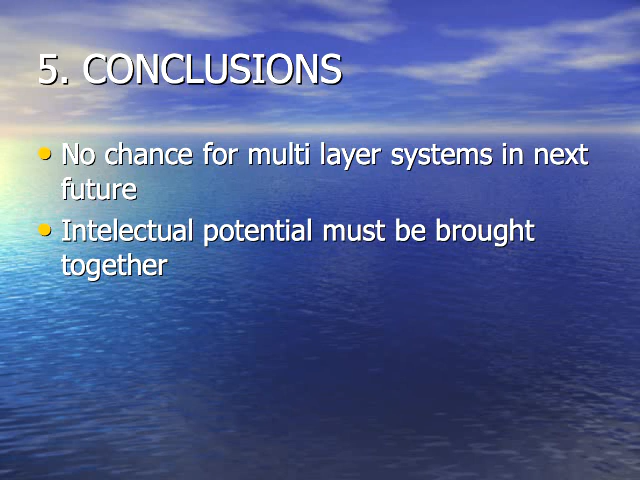 5. CONCLUSIONS
• No chance for multi layer systems in next
future
• Intelectual potential must be brought
together